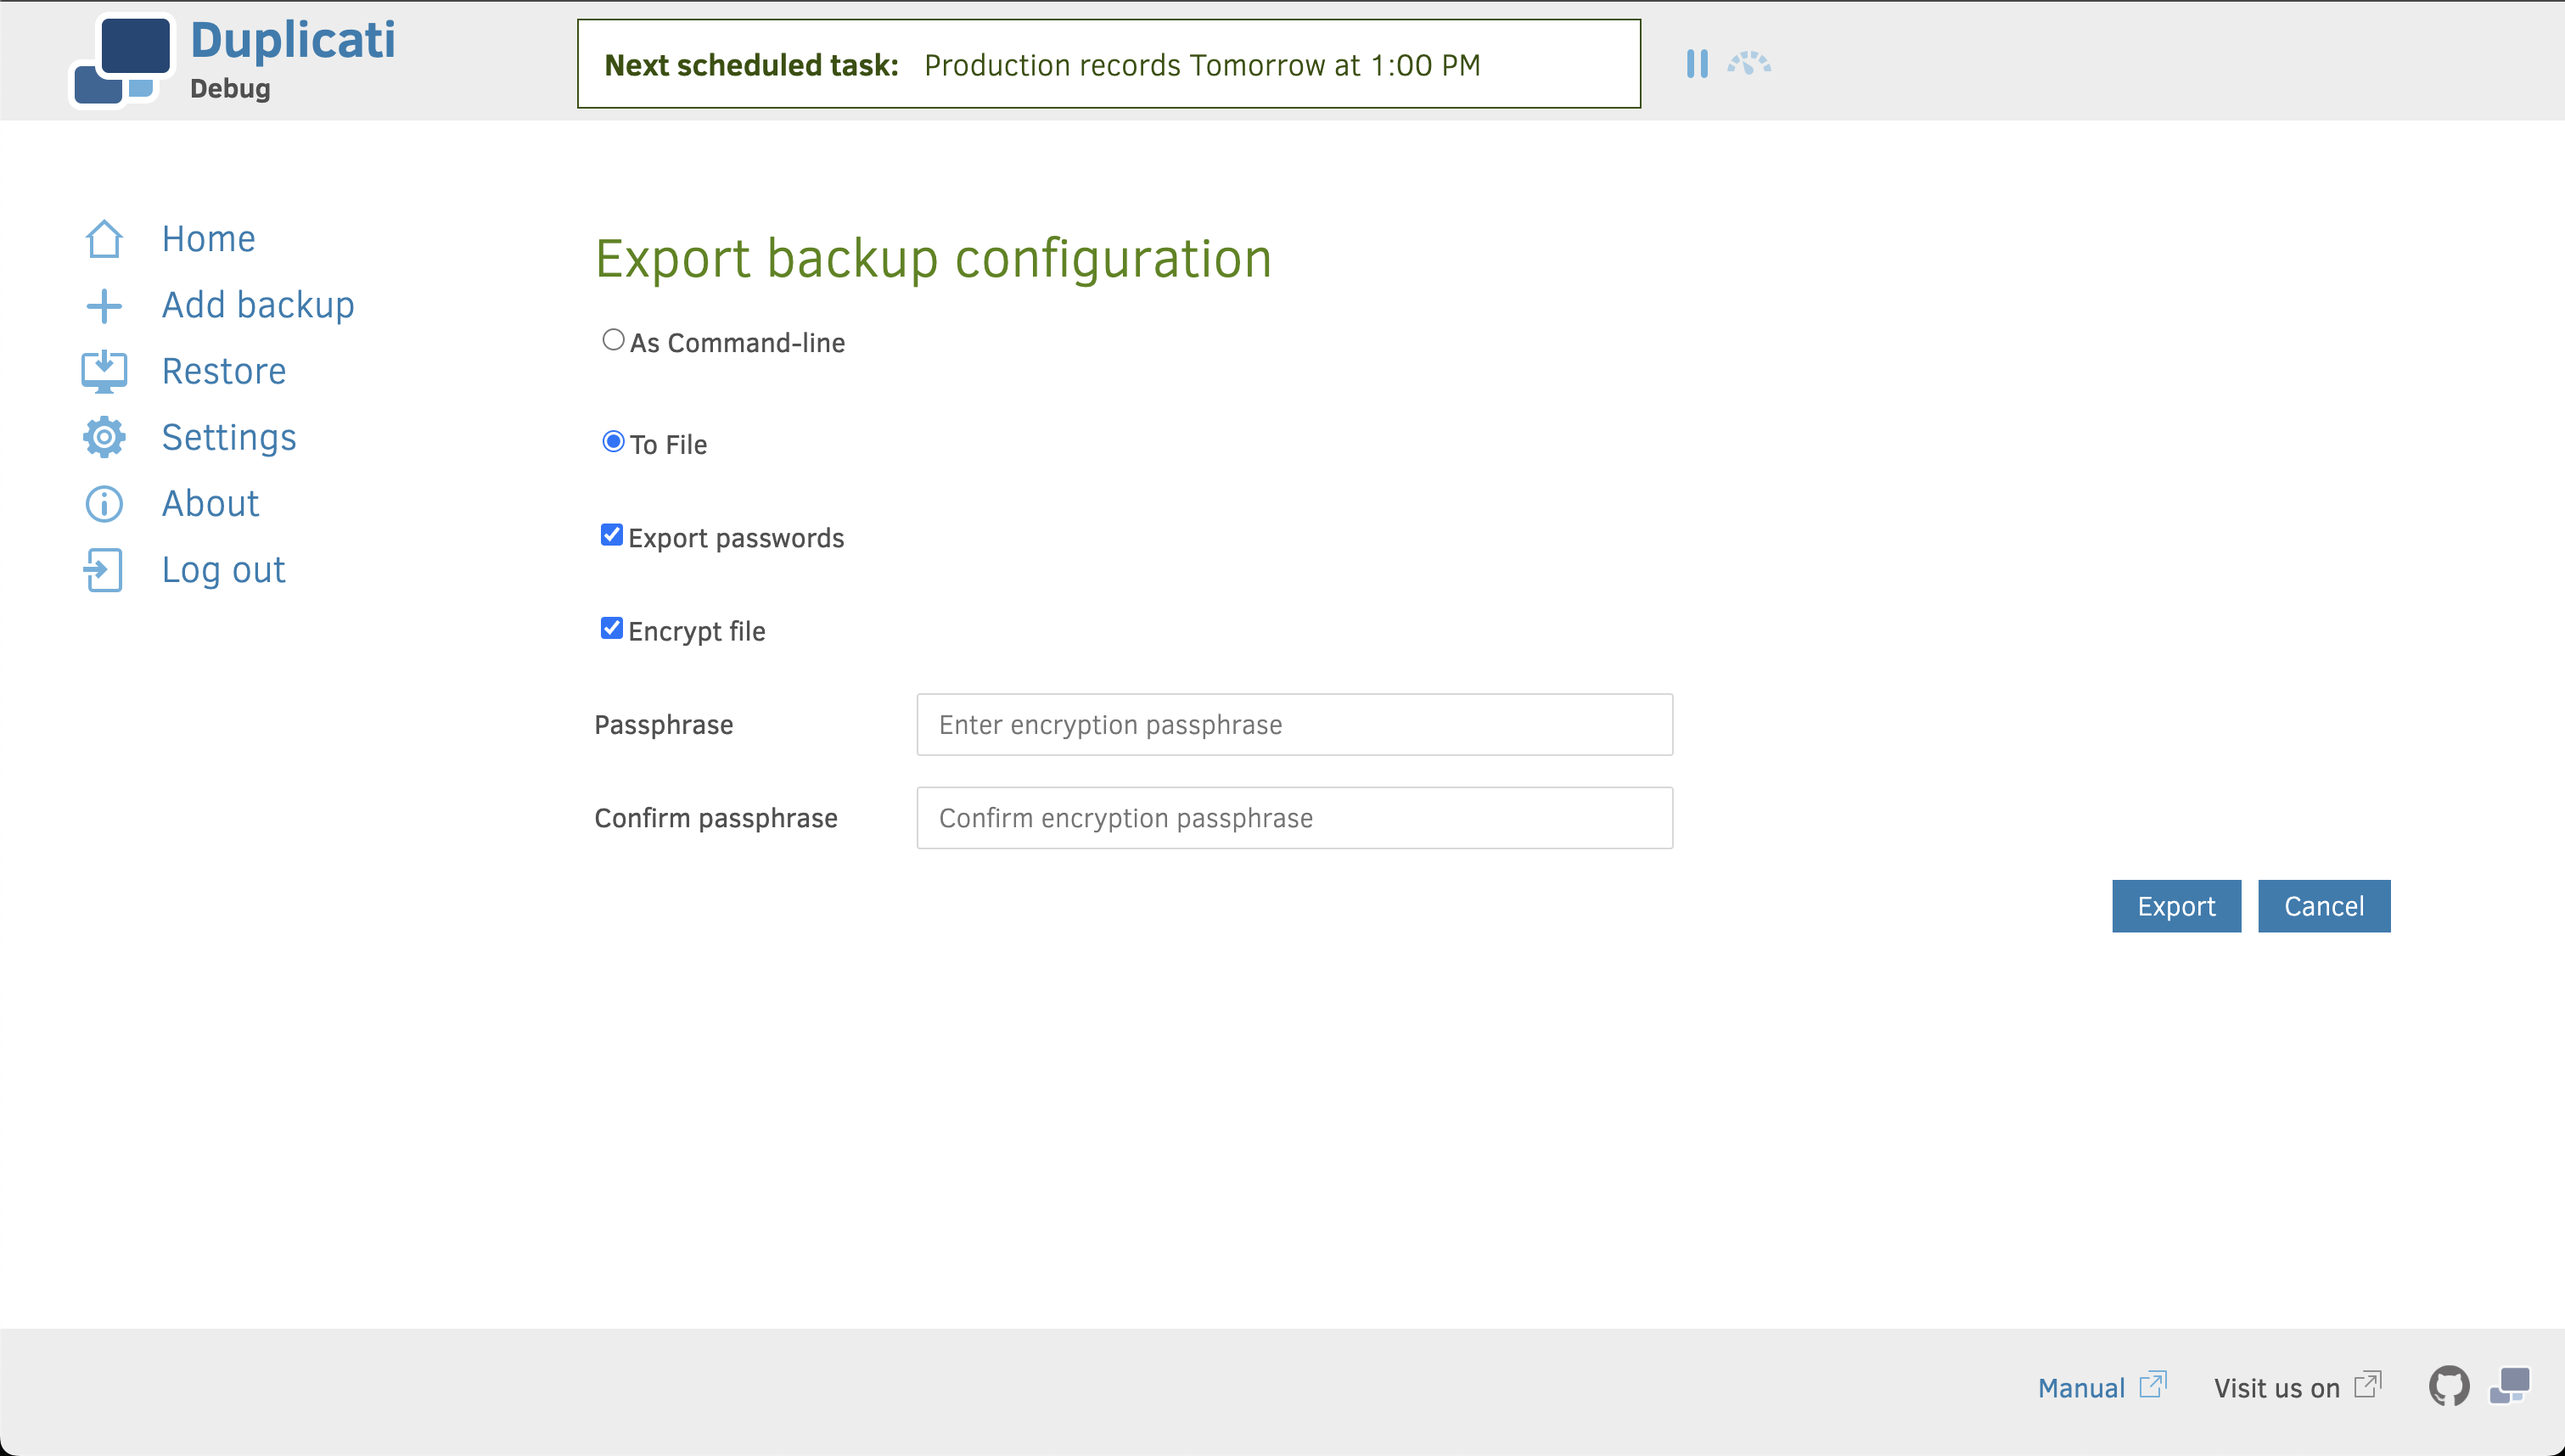 Duplicati
Debug
Next scheduled task: Production records Tomorrow at 1:00 PM
Home
Add backup
Restore
Settings
About
Log out
Export backup configuration
As Command-line
To File
Export passwords
Encrypt file
Passphrase Enter encryption passphrase
Confirm passphrase Confirm encryption passphrase
Export Cancel
Manual Visit us on